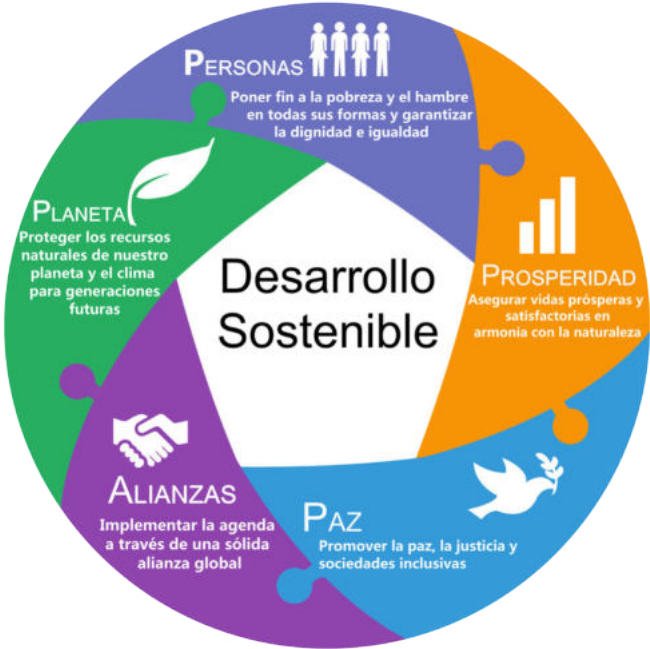 PERSONAS
Poner fin a la pobreza y el hambre
en todas sus formas y garantizar
la dignidad e igualdad
PROSPERIDAD
Asegurar vidas prósperas y
satisfactorias en
armonía con la naturaleza
PAZ
Promover la paz, la justicia y
sociedades inclusivas
ALIANZAS
Implementar la agenda
a través de una sólida
alianza global
PLANETA
Proteger los recursos
naturales de nuestro
planeta y el clima
para generaciones
futuras
Desarrollo
Sostenible